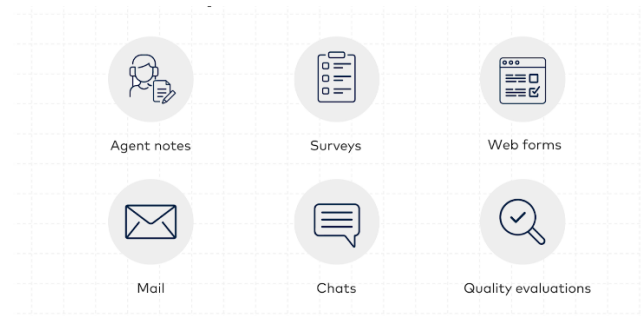 Agent notes
Surveys
Web forms
Mail
Chats
Quality evaluations